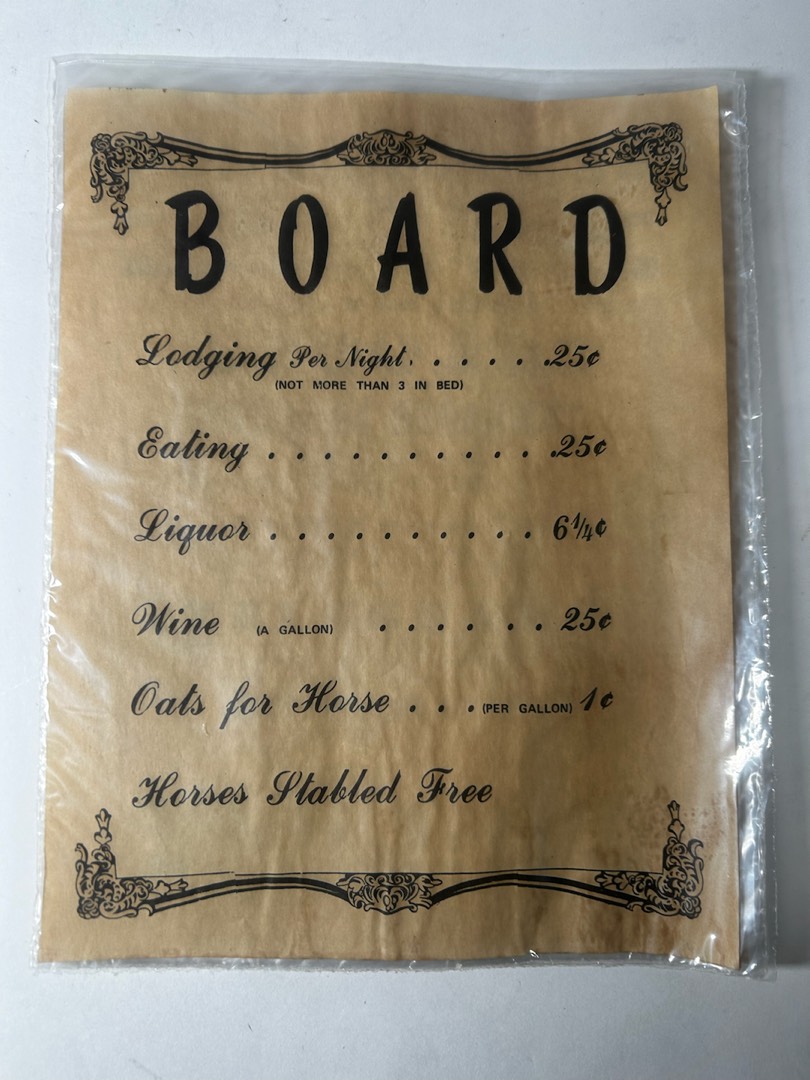 BOARD
Lodging Per Night. . . . . . .25¢
(NOT MORE THAN 3 IN BED)
Eating . . . . . . . . . . .25¢
Liquor . . . . . . . . . . 6¼¢
Wine (A GALLON) . . . . . . 25¢
Oats for Horse . . . (PER GALLON) 1¢
Horses Stabled Free